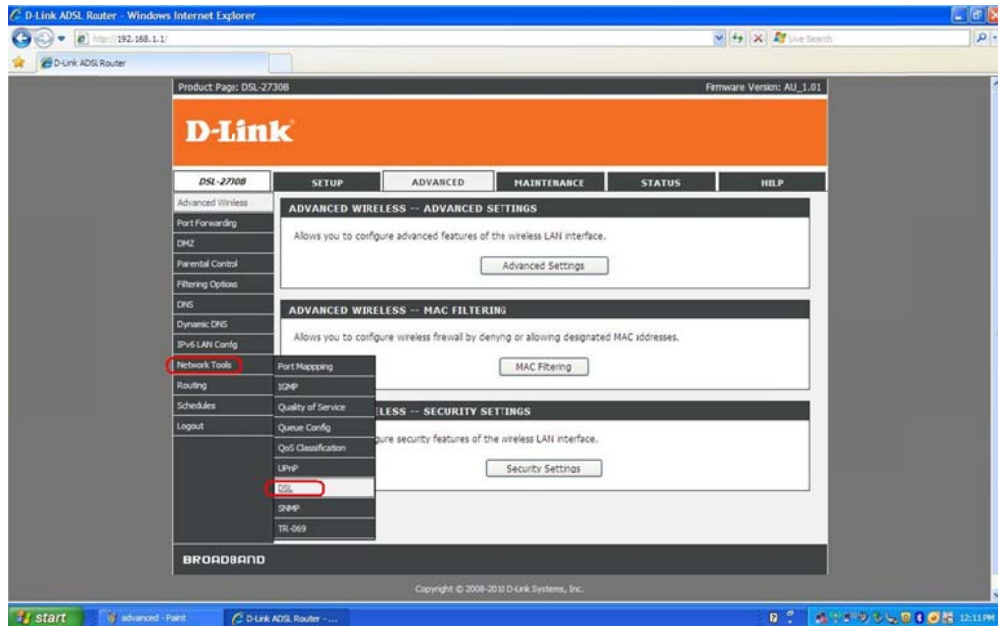 D-Link ADSL Router - Windows Internet Explorer
http://192.168.1.1/
Live Search
D-Link ADSL Router
Product Page: DSL-2730B
Firmware Version: AU_1.01
D-Link
DSL-2730B
SETUP
ADVANCED
MAINTENANCE
STATUS
HELP
Advanced Wireless
Port Forwarding
DMZ
Parental Control
Filtering Options
DNS
Dynamic DNS
IPv6 LAN Config
Network Tools
Routing
Schedules
Logout
Port Mappping
IGMP
Quality of Service
Queue Config
QoS Classification
UPnP
DSL
SNMP
TR-069
ADVANCED WIRELESS -- ADVANCED SETTINGS
Allows you to configure advanced features of the wireless LAN interface.
Advanced Settings
ADVANCED WIRELESS -- MAC FILTERING
Allows you to configure wireless firewall by denying or allowing designated MAC addresses.
MAC Filtering
LESS -- SECURITY SETTINGS
ure security features of the wireless LAN interface.
Security Settings
BROADBAND
Copyright © 2008-2010 D-Link Systems, Inc.
start
advanced - Paint
D-Link ADSL Router - ...
12:11 PM